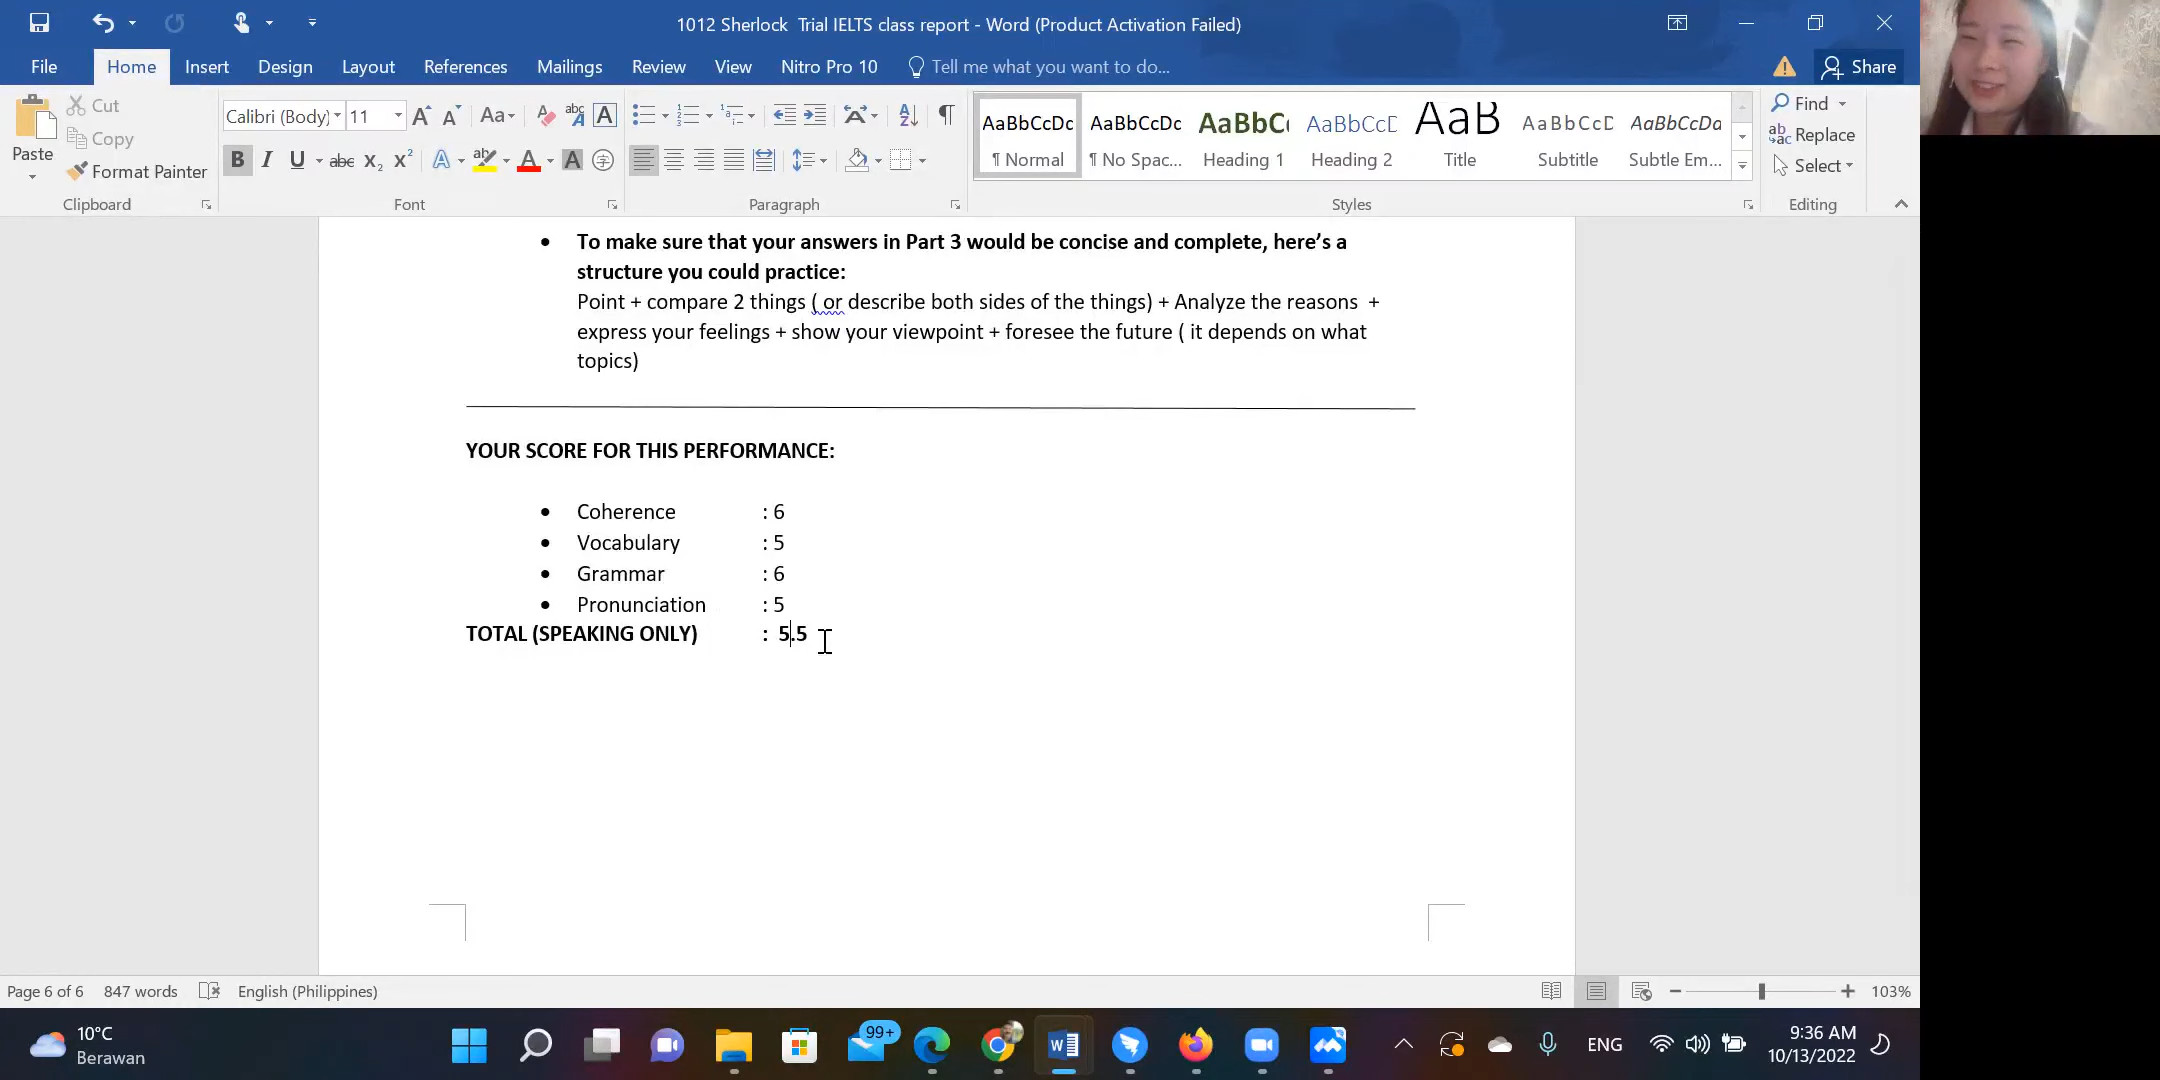 1012 Sherlock  Trial IELTS class report - Word (Product Activation Failed)
File Home Insert Design Layout References Mailings Review View Nitro Pro 10 Tell me what you want to do... Share
Paste Cut Copy Format Painter
Clipboard
Calibri (Body) 11 Aa
B I U abc X₂ X² A ab A A
Font
Paragraph
AaBbCcDc AaBbCcDc AaBbC AaBbCcD AaB AaBbCcD AaBbCcDa
¶ Normal ¶ No Spac... Heading 1 Heading 2 Title Subtitle Subtle Em...
Styles
Find
Replace
Select
Editing
• To make sure that your answers in Part 3 would be concise and complete, here's a
structure you could practice:
Point + compare 2 things ( or describe both sides of the things) + Analyze the reasons  +
express your feelings + show your viewpoint + foresee the future ( it depends on what
topics)
YOUR SCORE FOR THIS PERFORMANCE:
• Coherence : 6
• Vocabulary : 5
• Grammar : 6
• Pronunciation : 5
TOTAL (SPEAKING ONLY) : 5.5
Page 6 of 6 847 words English (Philippines) 103%
10°C
Berawan
99+
ENG
9:36 AM
10/13/2022